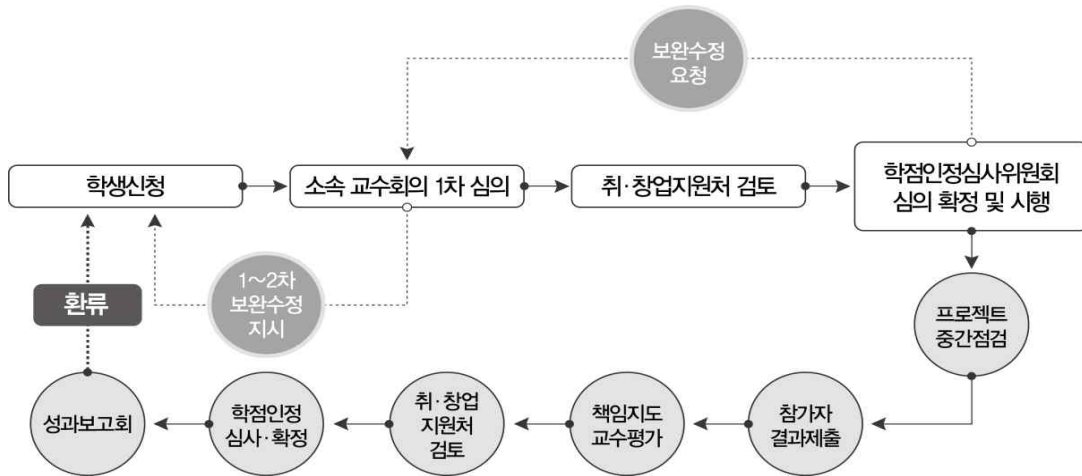 보완수정
요청
학생신청
소속 교수회의 1차 심의
취·창업지원처 검토
학점인정심사위원회
심의 확정 및 시행
1~2차
보완수정
지시
환류
프로젝트
중간점검
성과보고회
학점인정
심사·확정
취·창업
지원처
검토
책임지도
교수평가
참가자
결과제출